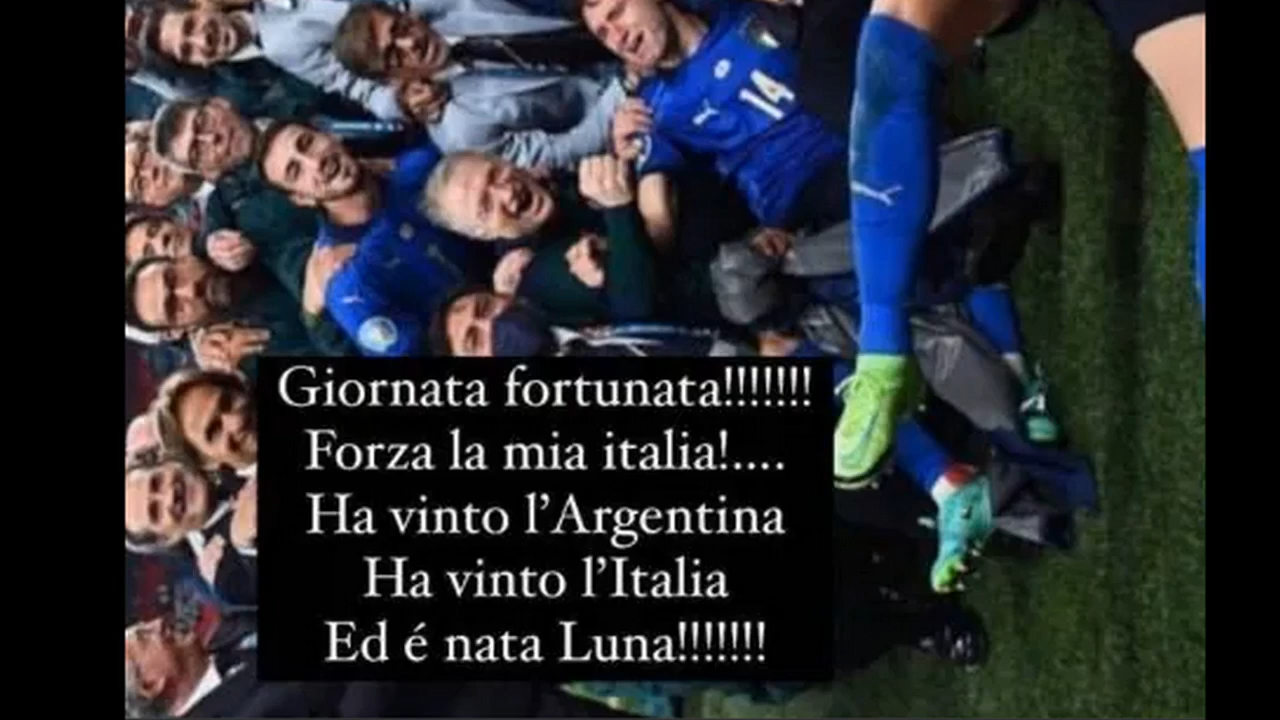 14
Giornata fortunata!!!!!!!
Forza la mia italia!....
Ha vinto l’Argentina
Ha vinto l’Italia
Ed é nata Luna!!!!!!!